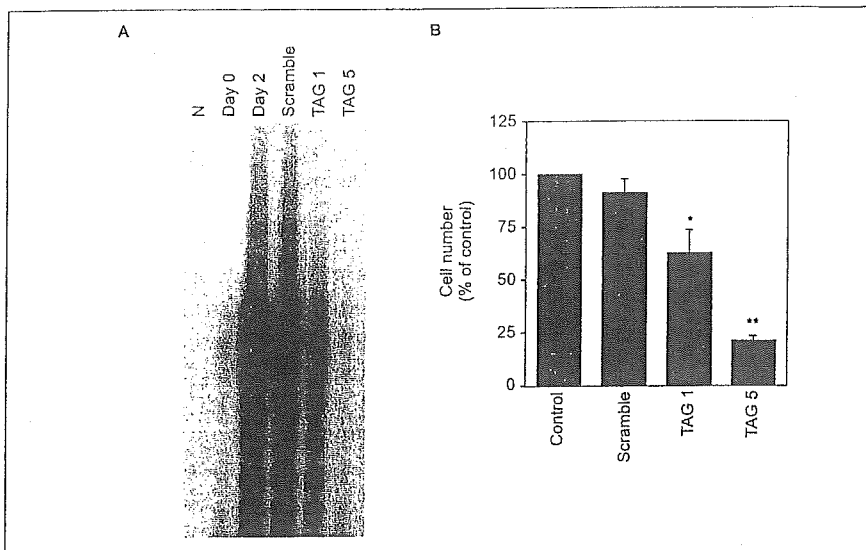 A
N
Day 0
Day 2
Scramble
TAG 1
TAG 5
B
125
100
75
50
25
0
Cell number
(% of control)
*
**
Control
Scramble
TAG 1
TAG 5